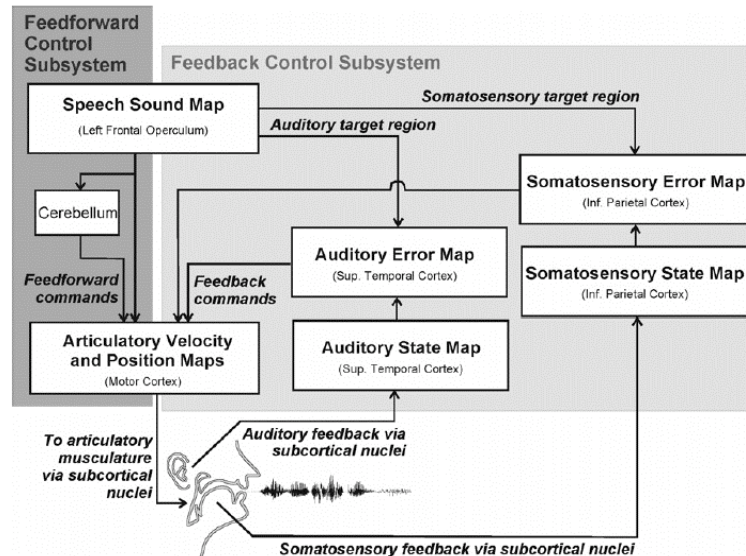 Feedforward
Control
Subsystem
Feedback Control Subsystem
Speech Sound Map
(Left Frontal Operculum)
Somatosensory target region
Auditory target region
Somatosensory Error Map
(Inf. Parietal Cortex)
Cerebellum
Auditory Error Map
(Sup. Temporal Cortex)
Somatosensory State Map
(Inf. Parietal Cortex)
Feedforward
commands
Feedback
commands
Articulatory Velocity
and Position Maps
(Motor Cortex)
Auditory State Map
(Sup. Temporal Cortex)
To articulatory
musculature
via subcortical
nuclei
Auditory feedback via
subcortical nuclei
Somatosensory feedback via subcortical nuclei